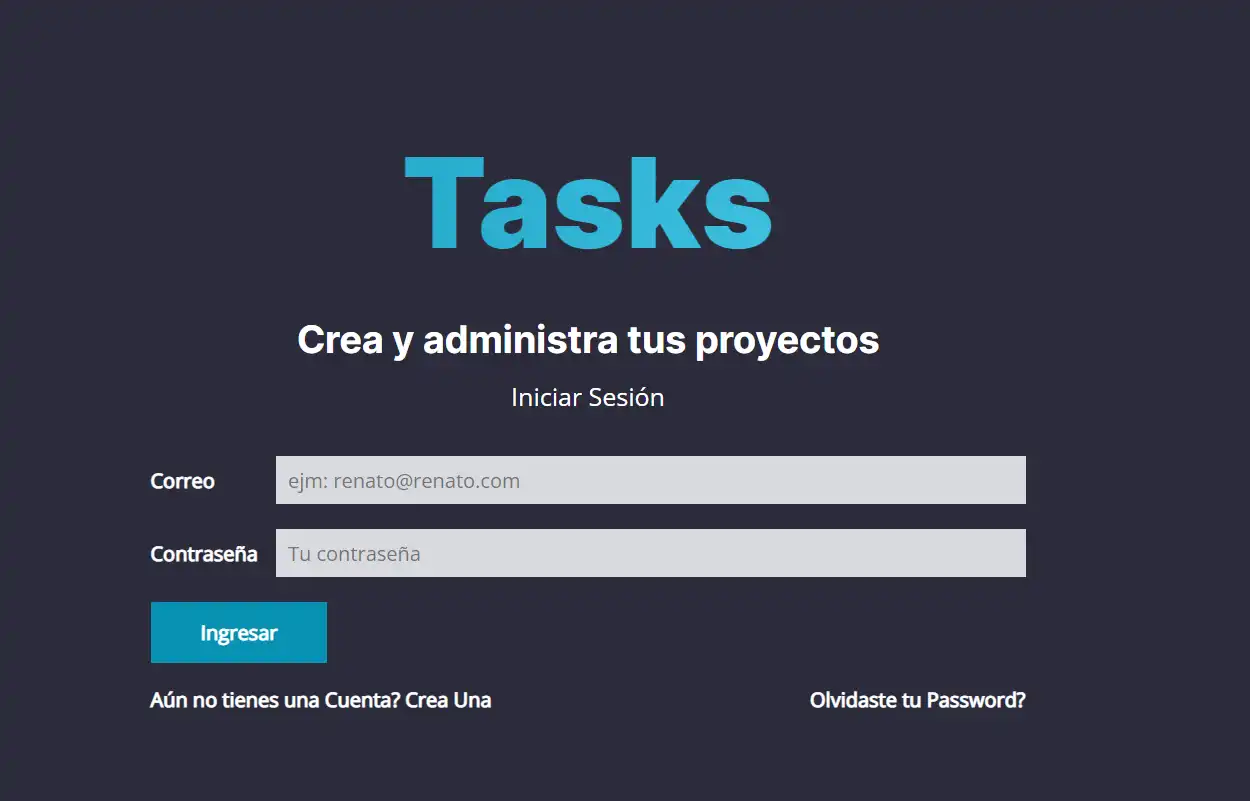 Tasks
Crea y administra tus proyectos
Iniciar Sesión
Correo ejm: renato@renato.com
Contraseña Tu contraseña
Ingresar
Aún no tienes una Cuenta? Crea Una Olvidaste tu Password?